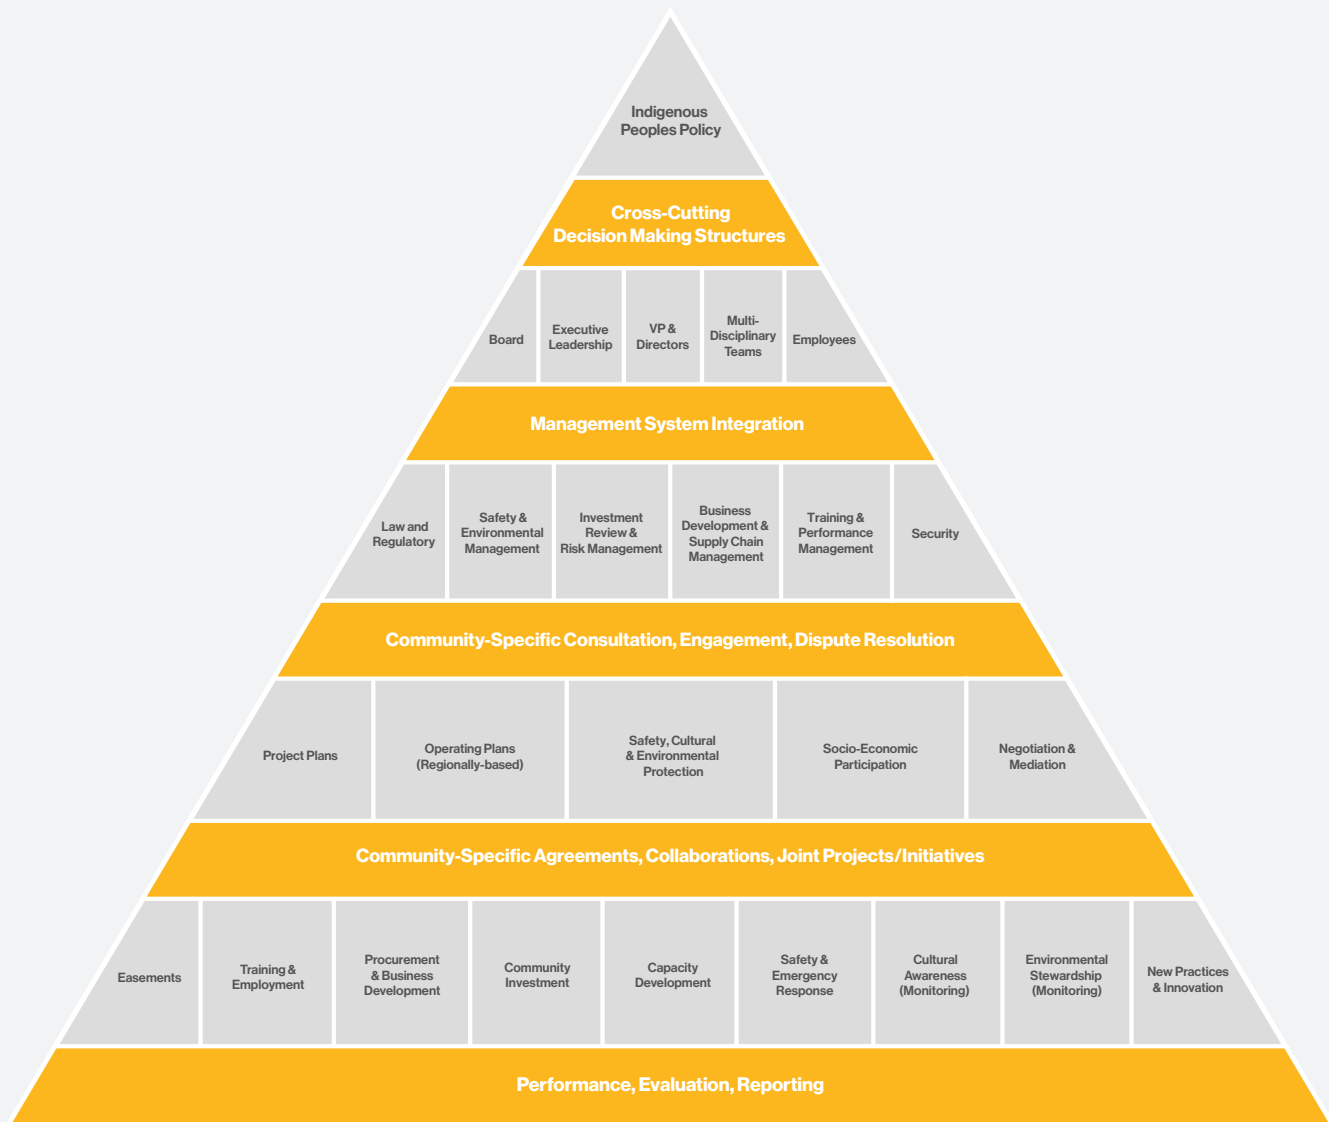 Indigenous
Peoples Policy
Cross-Cutting
Decision Making Structures
Board
Executive
Leadership
VP &
Directors
Multi-
Disciplinary
Teams
Employees
Management System Integration
Law and
Regulatory
Safety &
Environmental
Management
Investment
Review &
Risk Management
Business
Development &
Supply Chain
Management
Training &
Performance
Management
Security
Community-Specific Consultation, Engagement, Dispute Resolution
Project Plans
Operating Plans
(Regionally-based)
Safety, Cultural
& Environmental
Protection
Socio-Economic
Participation
Negotiation &
Mediation
Community-Specific Agreements, Collaborations, Joint Projects/Initiatives
Easements
Training &
Employment
Procurement
& Business
Development
Community
Investment
Capacity
Development
Safety &
Emergency
Response
Cultural
Awareness
(Monitoring)
Environmental
Stewardship
(Monitoring)
New Practices
& Innovation
Performance, Evaluation, Reporting